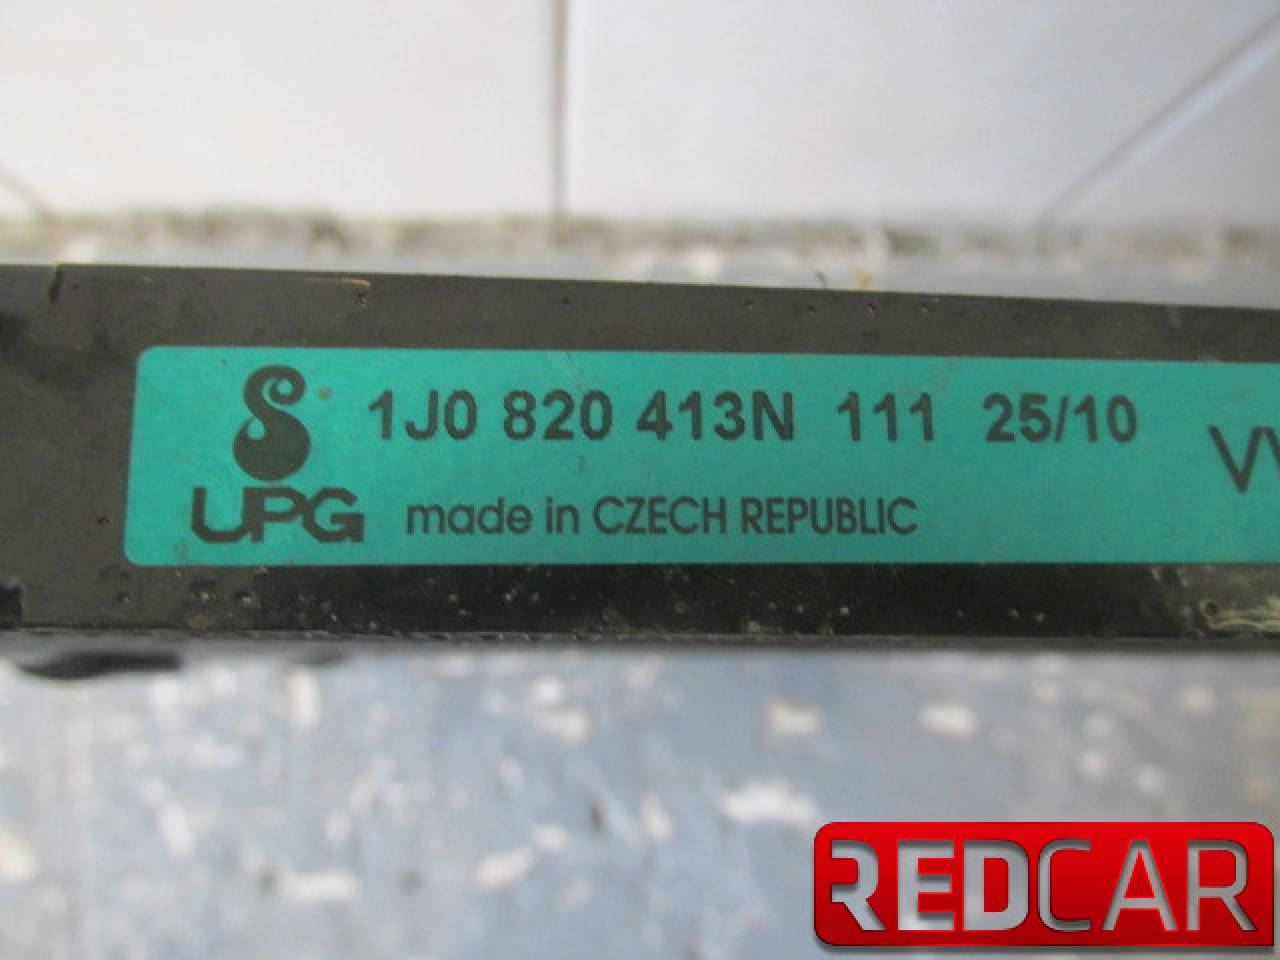 1J0 820 413N 111 25/10
UPG made in CZECH REPUBLIC
REDCAR